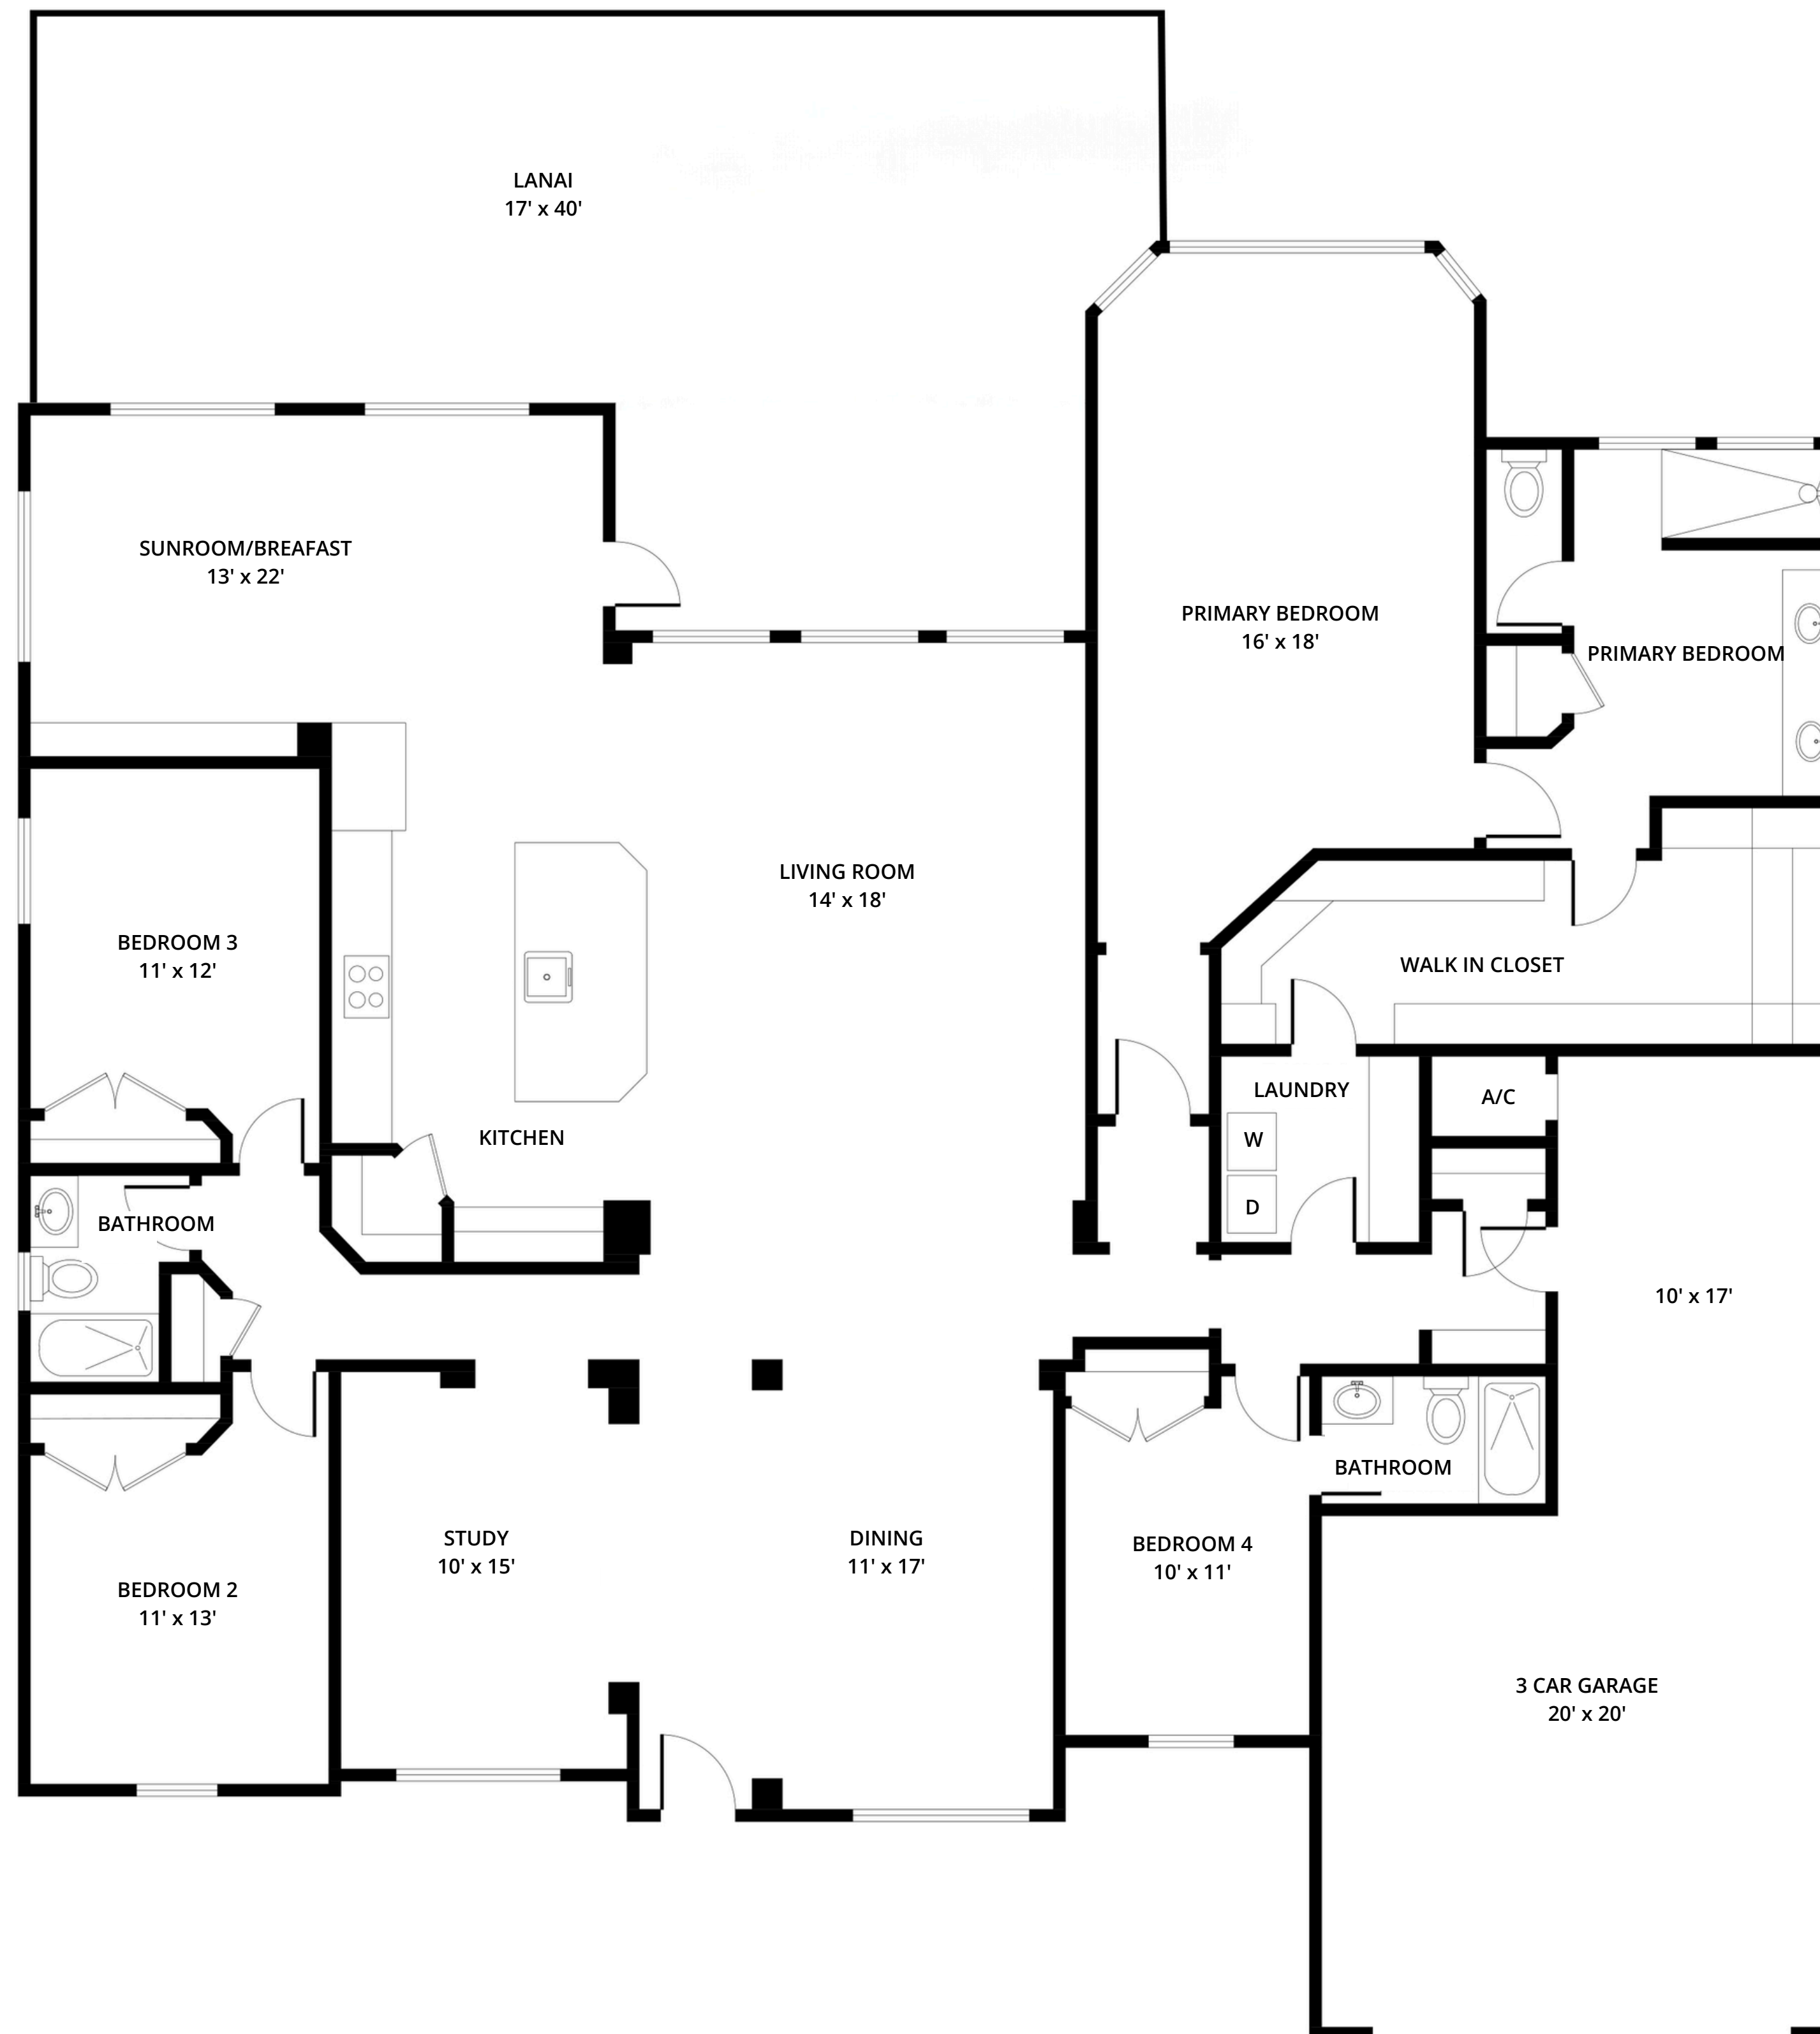 LANAI
17' x 40'
SUNROOM/BREAFAST
13' x 22'
PRIMARY BEDROOM
16' x 18'
PRIMARY BEDROOM
LIVING ROOM
14' x 18'
BEDROOM 3
11' x 12'
WALK IN CLOSET
LAUNDRY
A/C
KITCHEN
W
D
BATHROOM
10' x 17'
BATHROOM
STUDY
10' x 15'
DINING
11' x 17'
BEDROOM 4
10' x 11'
BEDROOM 2
11' x 13'
3 CAR GARAGE
20' x 20'